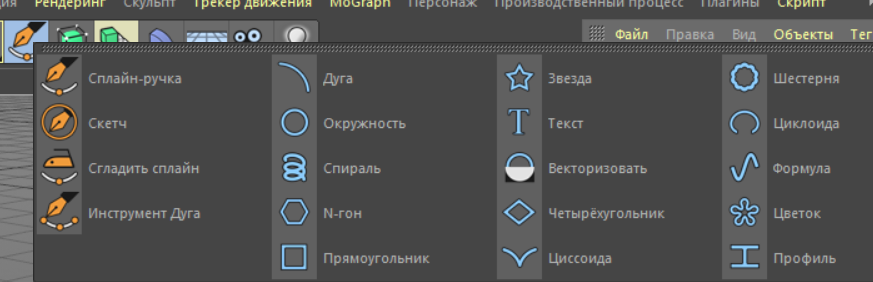 Рендеринг Скульпт Трекер движения MoGraph Персонаж Производственный процесс Плагины Скрипт
Файл Правка Вид Объекты Тег
Сплайн-ручка Дуга Звезда Шестерня
Скетч Окружность Текст Циклоида
Сгладить сплайн Спираль Векторизовать Формула
Инструмент Дуга N-гон Четырёхугольник Цветок
Прямоугольник Циссоида Профиль